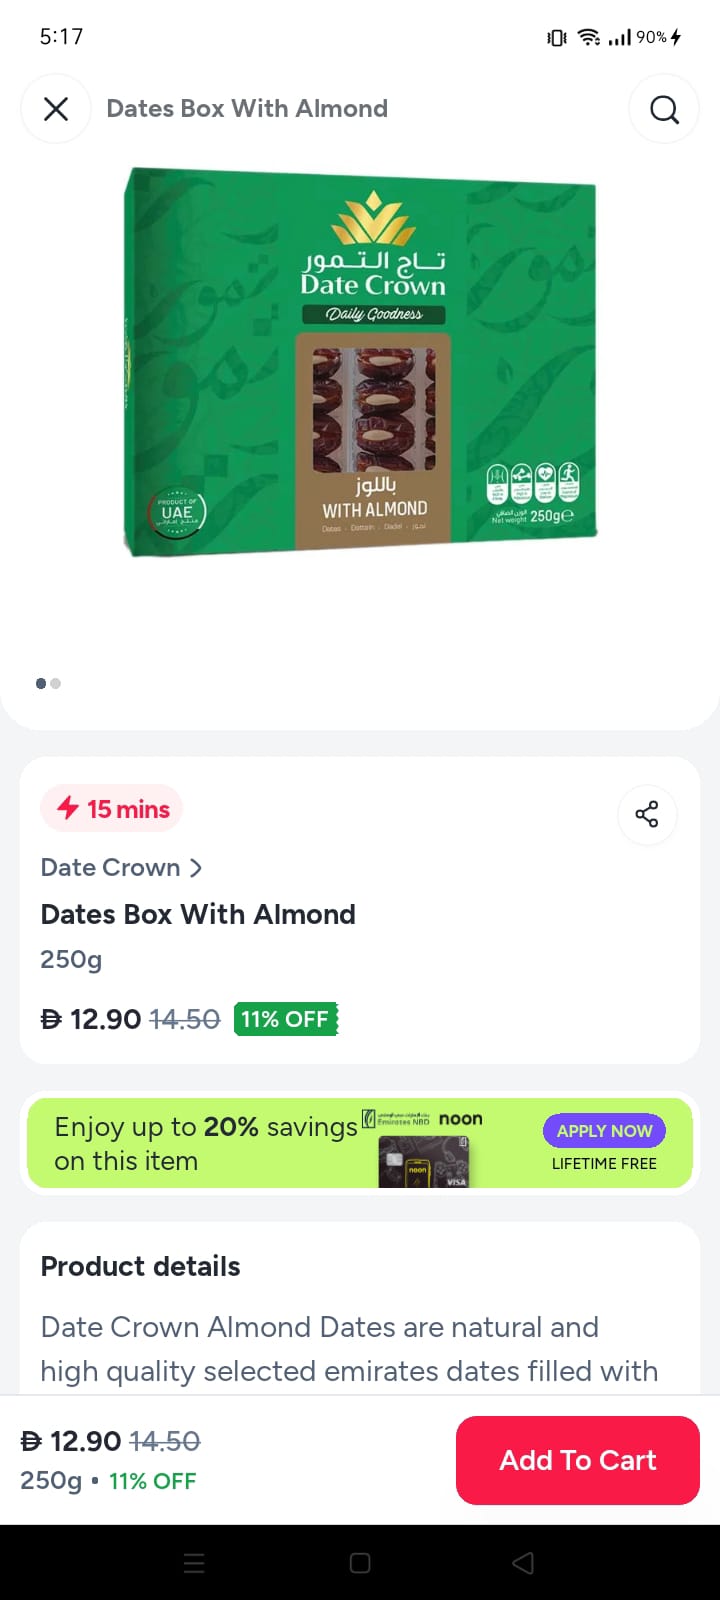 5:17
90%
Dates Box With Almond
تاج التمور
Date Crown
Daily Goodness
باللوز
WITH ALMOND
Dates · Dattein · Dadel · تمور
PRODUCT OF
UAE
منتج إماراتي
الوزن الصافي
Net weight 250g e
15 mins
Date Crown
Dates Box With Almond
250g
12.90 14.50 11% OFF
Enjoy up to 20% savings
on this item
Emirates NBD
noon
noon
VISA
APPLY NOW
LIFETIME FREE
Product details
Date Crown Almond Dates are natural and
high quality selected emirates dates filled with
12.90 14.50
250g • 11% OFF
Add To Cart